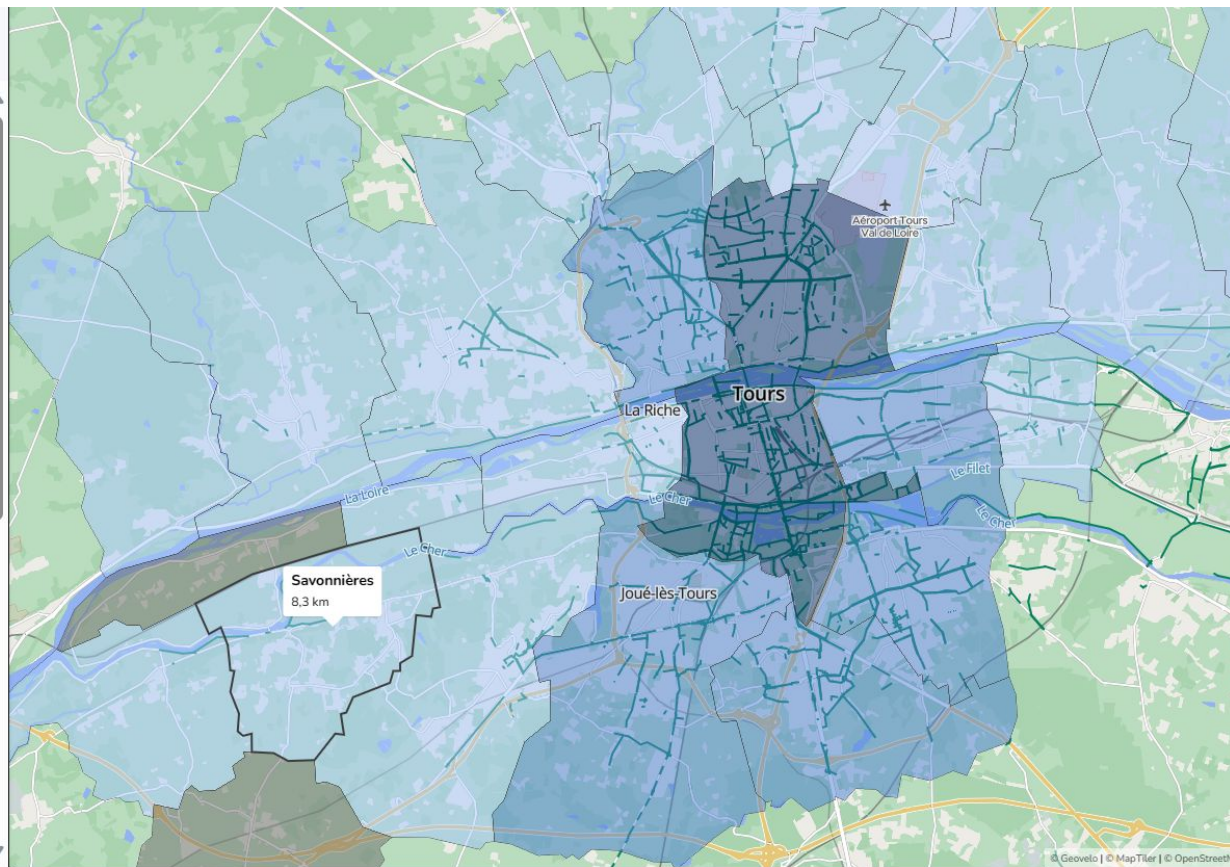 Aéroport Tours
Val de Loire
Tours
La Riche
Le Filet
La Loire
Le Cher
Le Cher
Le Cher
Savonnières
8,3 km
Joué-lès-Tours
© Geovelo | © MapTiler | © OpenStreet